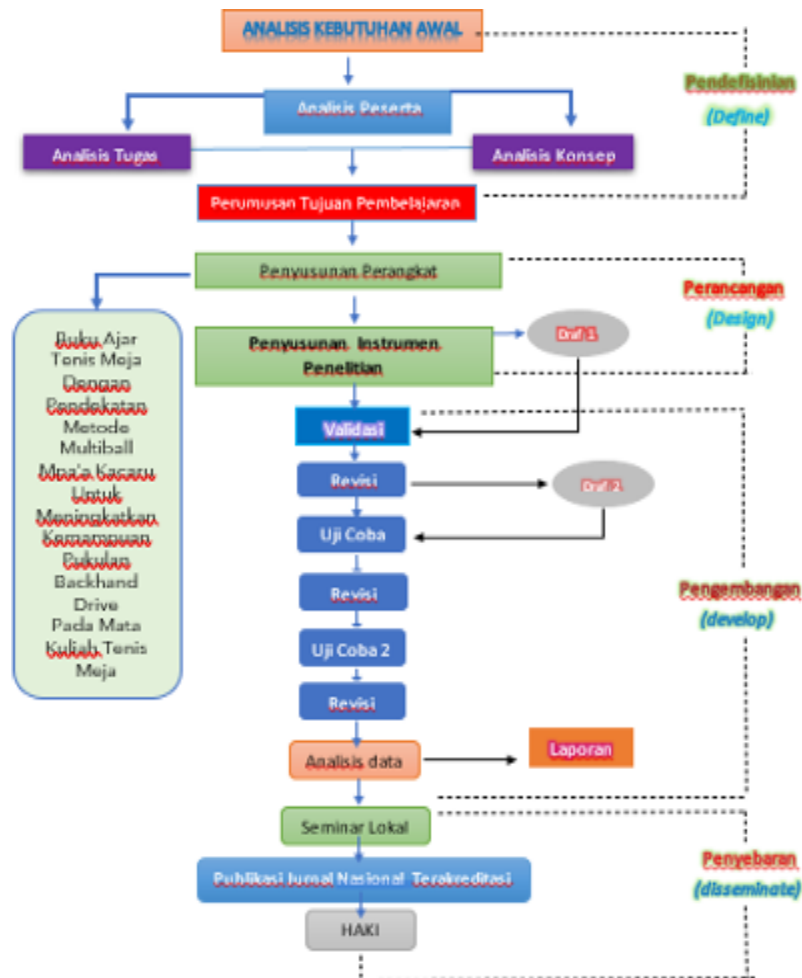 ANALISIS KEBUTUHAN AWAL
Pendefisinian
(Define)
Analisis Peserta
Analisis Tugas
Analisis Konsep
Perumusan Tujuan Pembelajaran
Penyusunan Perangkat
Perancangan
(Design)
Buku Ajar
Tenis Meja
Dengan
Pendekatan
Metode
Multiball
Mpa'a Kacaru
Untuk
Meningkatkan
Kemampuan
Pukulan
Backhand
Drive
Pada Mata
Kuliah Tenis
Meja
Penyusunan Instrumen
Penelitian
Draf 1
Validasi
Revisi
Draf 2
Uji Coba
Revisi
Pengembangan
(develop)
Uji Coba 2
Revisi
Analisis data
Laporan
Seminar Lokal
Publikasi Jurnal Nasional Terakreditasi
Penyebaran
(disseminate)
HAKI